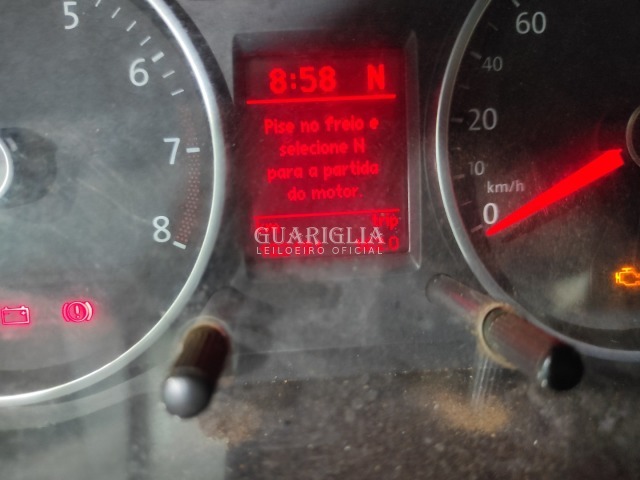 5
6
7
8
8:58 N
Pise no freio e
selecione N
para a partida
do motor.
trip
GUARIGLIA
LEILOEIRO OFICIAL
60
40
20
10
km/h
0